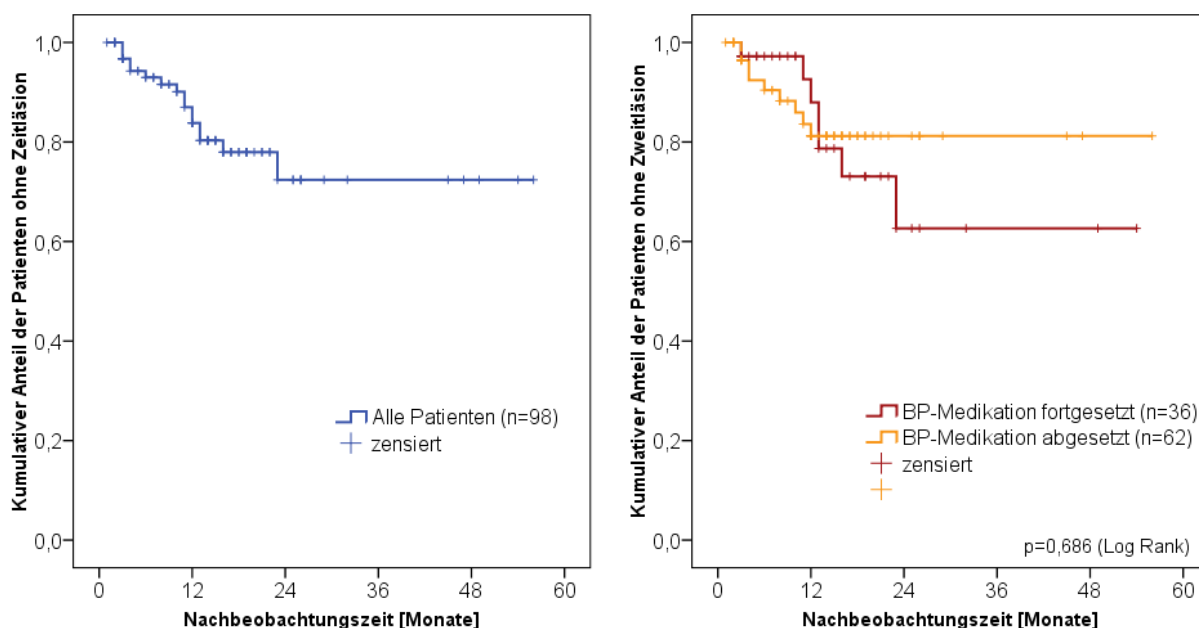 Kumulativer Anteil der Patienten ohne Zeitläsion
1,0
0,8
0,6
0,4
0,2
0,0
Alle Patienten (n=98)
zensiert
0 12 24 36 48 60
Nachbeobachtungszeit [Monate]
Kumulativer Anteil der Patienten ohne Zweitläsion
1,0
0,8
0,6
0,4
0,2
0,0
BP-Medikation fortgesetzt (n=36)
BP-Medikation abgesetzt (n=62)
zensiert
p=0,686 (Log Rank)
0 12 24 36 48 60
Nachbeobachtungszeit [Monate]